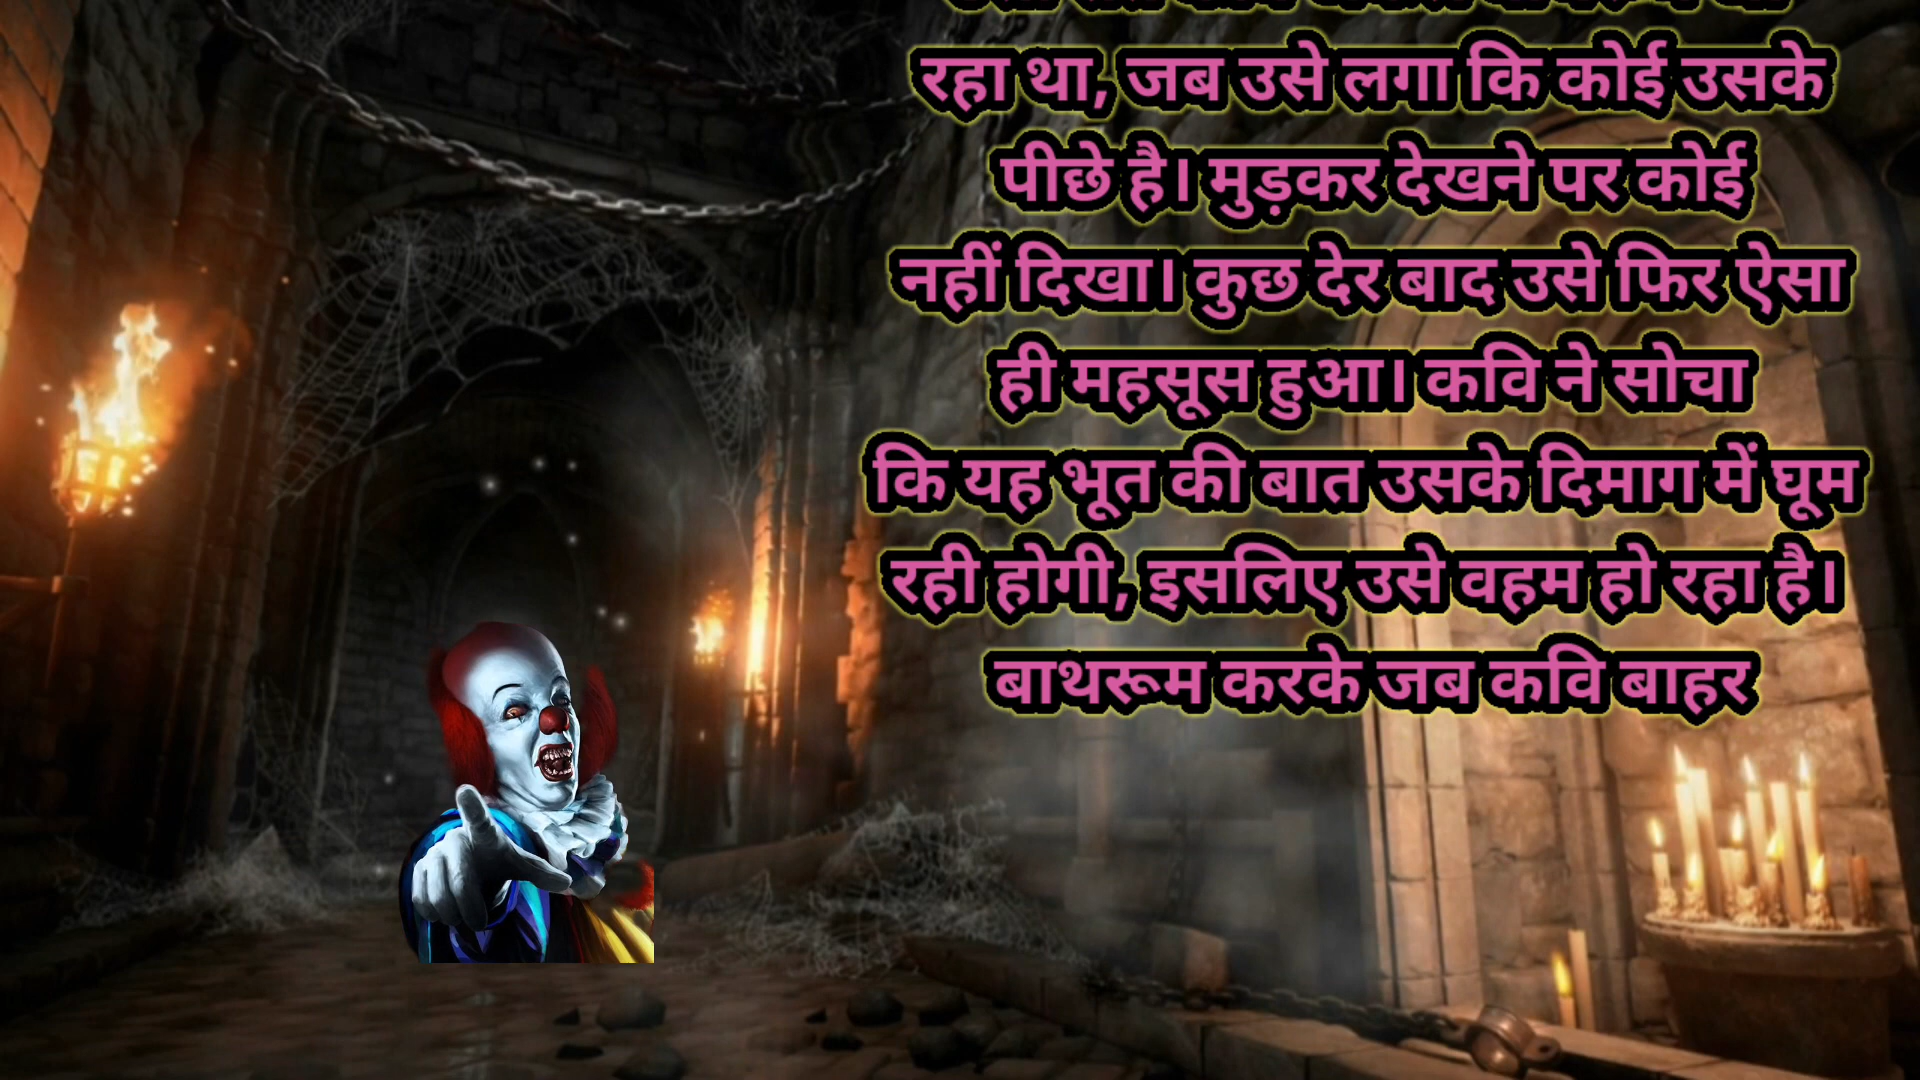 रहा था, जब उसे लगा कि कोई उसके
पीछे है। मुड़कर देखने पर कोई
नहीं दिखा। कुछ देर बाद उसे फिर ऐसा
ही महसूस हुआ। कवि ने सोचा
कि यह भूत की बात उसके दिमाग में घूम
रही होगी, इसलिए उसे वहम हो रहा है।
बाथरूम करके जब कवि बाहर